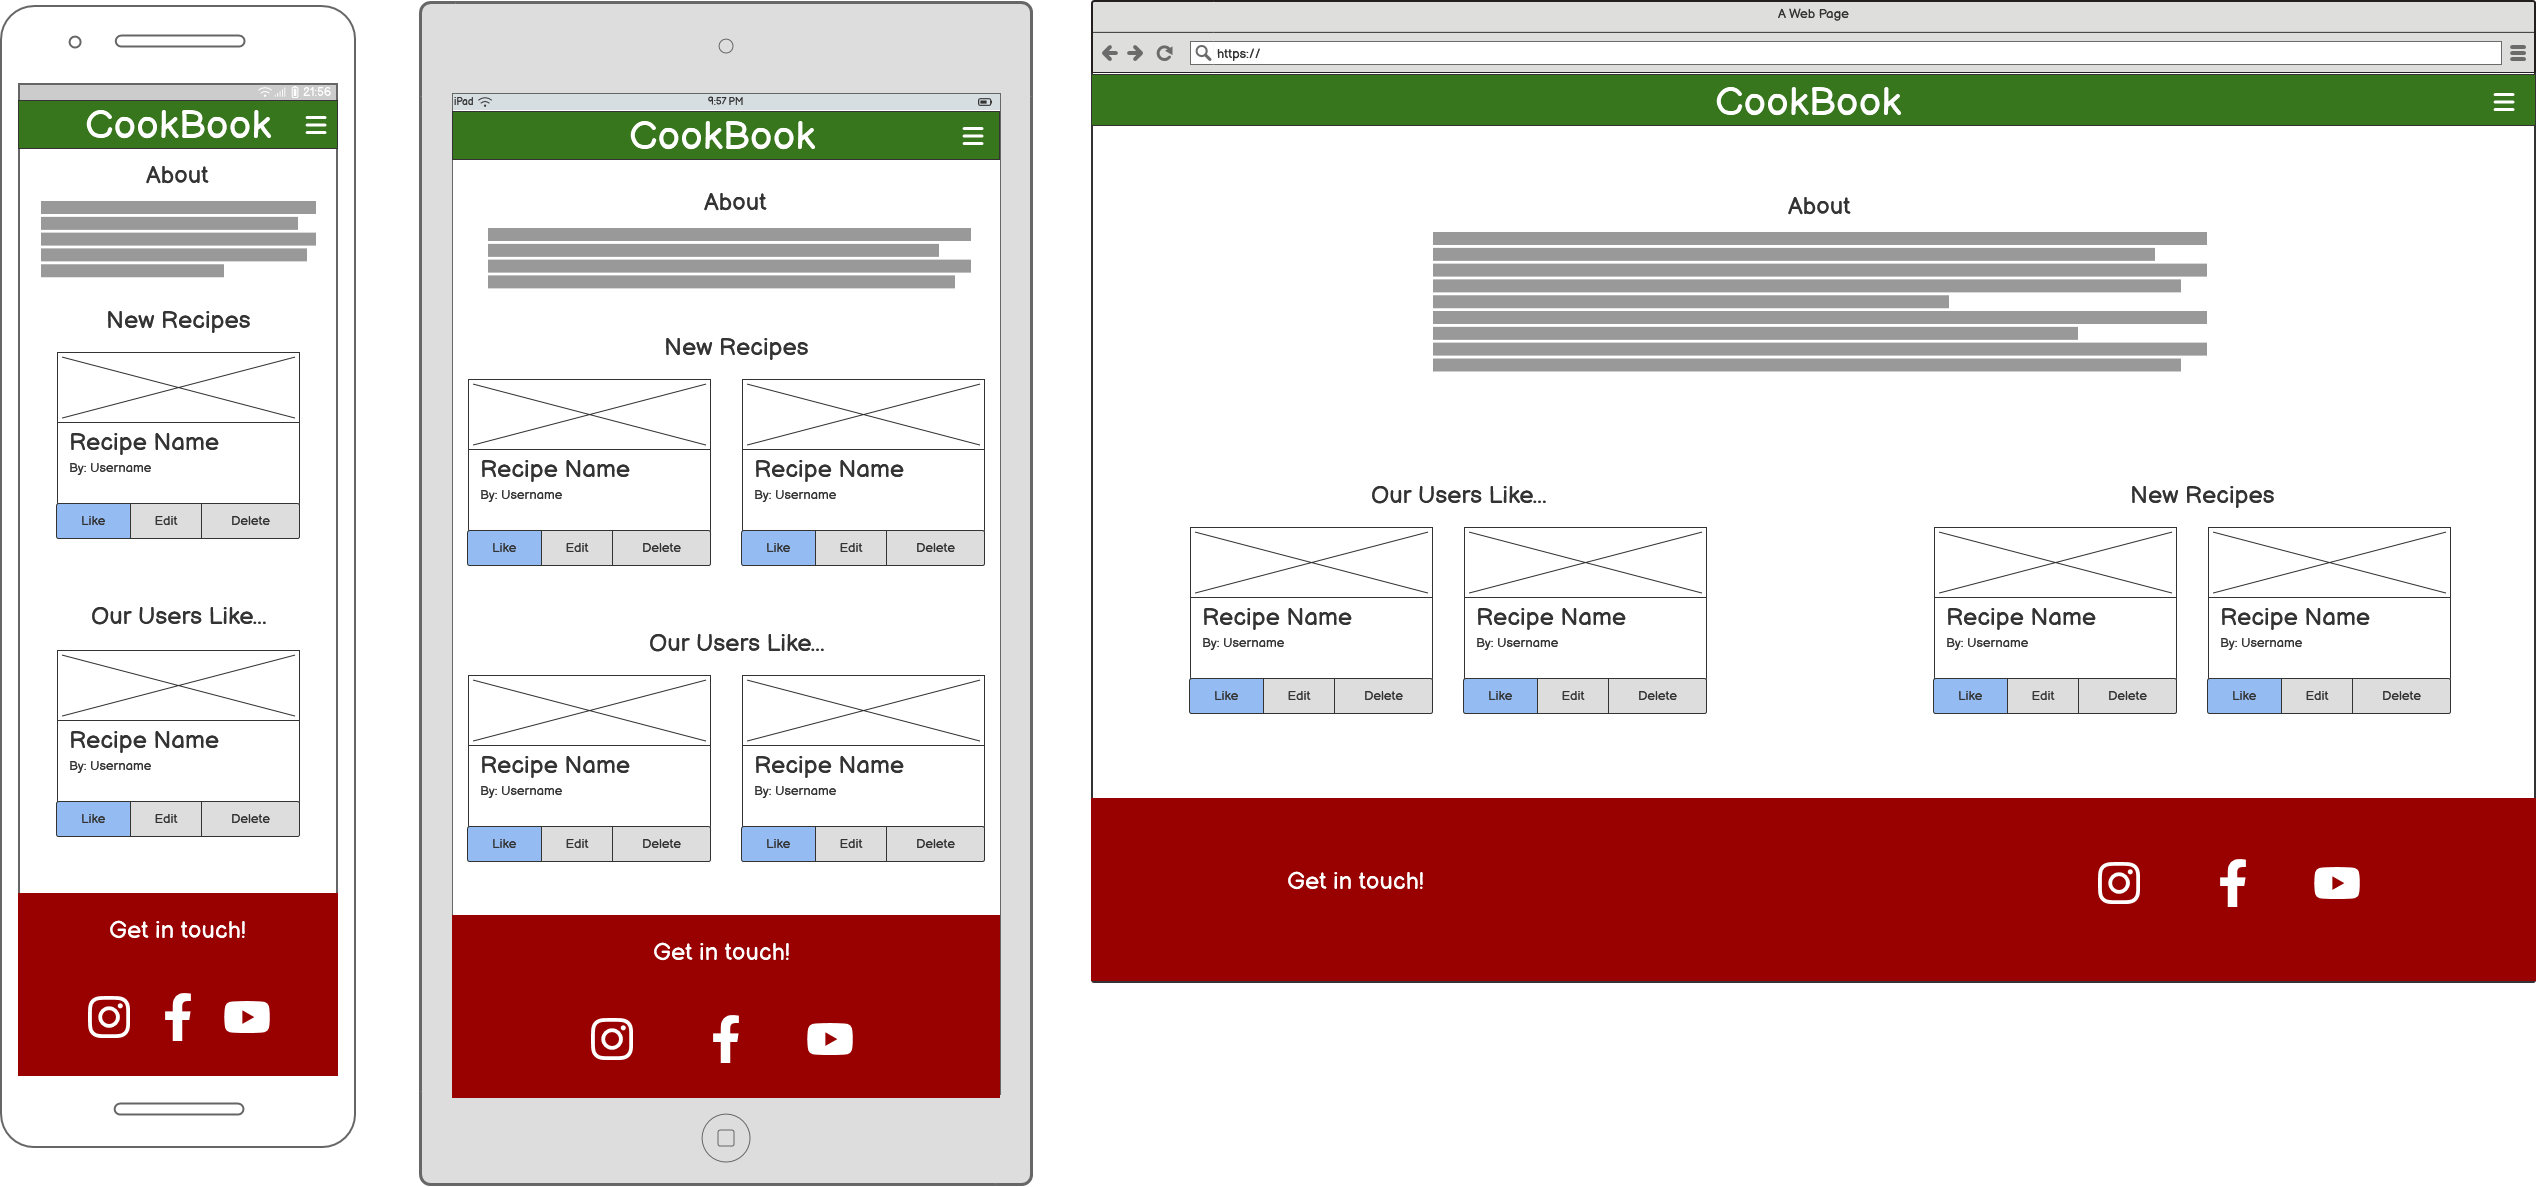 21:56
CookBook
About
New Recipes
Recipe Name
By: Username
Like Edit Delete
Our Users Like...
Recipe Name
By: Username
Like Edit Delete
Get in touch!
iPad 9:57 PM
CookBook
About
New Recipes
Recipe Name Recipe Name
By: Username By: Username
Like Edit Delete Like Edit Delete
Our Users Like...
Recipe Name Recipe Name
By: Username By: Username
Like Edit Delete Like Edit Delete
Get in touch!
A Web Page
https://
CookBook
About
Our Users Like... New Recipes
Recipe Name Recipe Name Recipe Name Recipe Name
By: Username By: Username By: Username By: Username
Like Edit Delete Like Edit Delete Like Edit Delete Like Edit Delete
Get in touch!